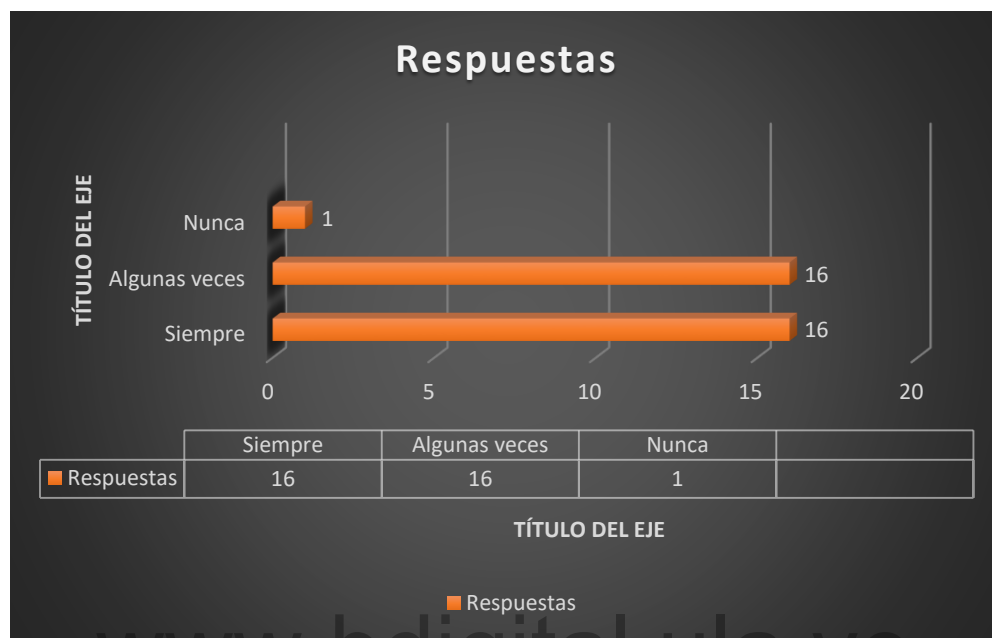 Respuestas
TÍTULO DEL EJE
Nunca 1
Algunas veces 16
Siempre 16
0 5 10 15 20
Siempre Algunas veces Nunca
Respuestas 16 16 1
TÍTULO DEL EJE
Respuestas